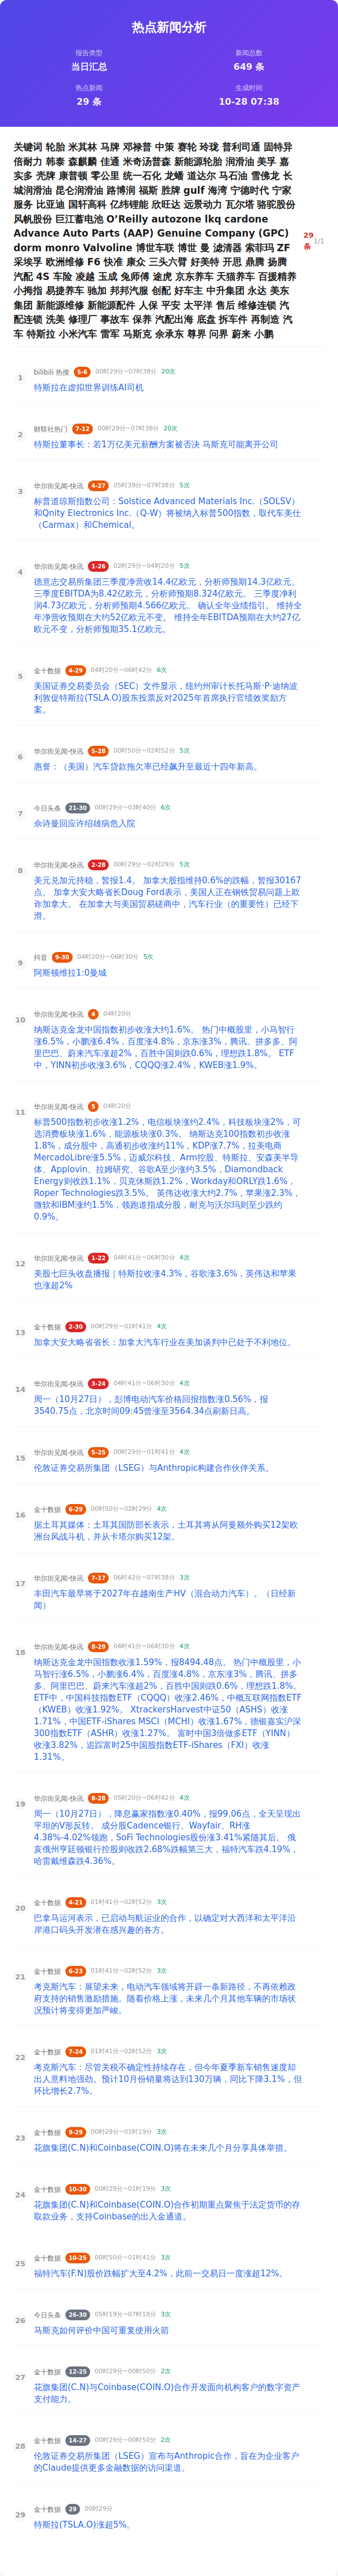 热点新闻分析
报告类型
当日汇总
新闻总数
649 条
热点新闻
29 条
生成时间
10-28 07:38
关键词 轮胎 米其林 马牌 邓禄普 中策 赛轮 玲珑 普利司通 固特异
倍耐力 韩泰 森麒麟 佳通 米奇汤普森 新能源轮胎 润滑油 美孚 嘉
实多 壳牌 康普顿 零公里 统一石化 龙蟠 道达尔 马石油 雪佛龙 长
城润滑油 昆仑润滑油 路博润 福斯 胜牌 gulf 海湾 宁德时代 宁家
服务 比亚迪 国轩高科 亿纬锂能 欣旺达 远景动力 瓦尔塔 骆驼股份
风帆股份 巨江蓄电池 O’Reilly autozone lkq cardone
Advance Auto Parts (AAP) Genuine Company (GPC)
dorm monro Valvoline 博世车联 博世 曼 滤清器 索菲玛 ZF
采埃孚 欧洲维修 F6 快准 康众 三头六臂 好美特 开思 鼎腾 扬腾
汽配 4S 车险 凌越 玉成 兔师傅 途虎 京东养车 天猫养车 百援精养
小拇指 易捷养车 驰加 邦邦汽服 创配 好车主 中升集团 永达 美东
集团 新能源维修 新能源配件 人保 平安 太平洋 售后 维修连锁 汽
配连锁 洗美 修理厂 事故车 保养 汽配出海 底盘 拆车件 再制造 汽
车 特斯拉 小米汽车 雷军 马斯克 余承东 尊界 问界 蔚来 小鹏
29
条
1/1
1
bilibili 热搜 5-6 00时29分~07时38分 20次
特斯拉在虚拟世界训练AI司机
2
财联社热门 7-12 00时29分~07时38分 20次
特斯拉董事长：若1万亿美元薪酬方案被否决 马斯克可能离开公司
3
华尔街见闻-快讯 4-27 05时39分~07时38分 5次
标普道琼斯指数公司：Solstice Advanced Materials Inc.（SOLSV）
和Qnity Electronics Inc.（Q-W）将被纳入标普500指数，取代车美仕
（Carmax）和Chemical。
4
华尔街见闻-快讯 1-26 02时29分~04时20分 5次
德意志交易所集团三季度净营收14.4亿欧元，分析师预期14.3亿欧元。
三季度EBITDA为8.42亿欧元，分析师预期8.324亿欧元。 三季度净利
润4.73亿欧元，分析师预期4.566亿欧元。 确认全年业绩指引。 维持全
年净营收预期在大约52亿欧元不变。 维持全年EBITDA预期在大约27亿
欧元不变，分析师预期35.1亿欧元。
5
金十数据 4-29 04时20分~06时42分 6次
美国证券交易委员会（SEC）文件显示，纽约州审计长托马斯·P·迪纳波
利敦促特斯拉(TSLA.O)股东投票反对2025年首席执行官绩效奖励方
案。
6
华尔街见闻-快讯 5-28 00时50分~02时52分 5次
惠誉：（美国）汽车贷款拖欠率已经飙升至最近十四年新高。
7
今日头条 21-30 00时29分~03时40分 6次
佘诗曼回应许绍雄病危入院
8
华尔街见闻-快讯 2-28 00时29分~02时29分 5次
美元兑加元持稳，暂报1.4。 加拿大股指维持0.6%的跌幅，暂报30167
点。 加拿大安大略省长Doug Ford表示，美国人正在钢铁贸易问题上欺
诈加拿大。 在加拿大与美国贸易磋商中，汽车行业（的重要性）已经下
滑。
9
抖音 9-30 04时20分~06时30分 5次
阿斯顿维拉1:0曼城
10
华尔街见闻-快讯 4 04时20分
纳斯达克金龙中国指数初步收涨大约1.6%。 热门中概股里，小马智行
涨6.5%，小鹏涨6.4%，百度涨4.8%，京东涨3%，腾讯、拼多多、阿
里巴巴、蔚来汽车涨超2%，百胜中国则跌0.6%，理想跌1.8%。 ETF
中，YINN初步收涨3.6%，CQQQ涨2.4%，KWEB涨1.9%。
11
华尔街见闻-快讯 5 04时20分
标普500指数初步收涨1.2%，电信板块涨约2.4%，科技板块涨2%，可
选消费板块涨1.6%，能源板块涨0.3%。 纳斯达克100指数初步收涨
1.8%，成分股中，高通初步收涨约11%，KDP涨7.7%，拉美电商
MercadoLibre涨5.5%，迈威尔科技、Arm控股、特斯拉、安森美半导
体、Applovin、拉姆研究、谷歌A至少涨约3.5%，Diamondback
Energy则收跌1.1%，贝克休斯跌1.2%，Workday和ORLY跌1.6%，
Roper Technologies跌3.5%。 英伟达收涨大约2.7%，苹果涨2.3%，
微软和IBM涨约1.5%，领跑道指成分股，耐克与沃尔玛则至少跌约
0.9%。
12
华尔街见闻-快讯 1-22 04时41分~06时30分 4次
美股七巨头收盘播报｜特斯拉收涨4.3%，谷歌涨3.6%，英伟达和苹果
也涨超2%
13
金十数据 2-30 00时29分~01时41分 4次
加拿大安大略省省长：加拿大汽车行业在美加谈判中已处于不利地位。
14
华尔街见闻-快讯 3-24 04时41分~06时30分 4次
周一（10月27日），彭博电动汽车价格回报指数涨0.56%，报
3540.75点，北京时间09:45曾涨至3564.34点刷新日高。
15
华尔街见闻-快讯 5-25 00时29分~01时41分 4次
伦敦证券交易所集团（LSEG）与Anthropic构建合作伙伴关系。
16
金十数据 6-29 00时50分~02时29分 4次
据土耳其媒体：土耳其国防部长表示，土耳其将从阿曼额外购买12架欧
洲台风战斗机，并从卡塔尔购买12架。
17
华尔街见闻-快讯 7-17 06时42分~07时38分 3次
丰田汽车最早将于2027年在越南生产HV（混合动力汽车）。（日经新
闻）
18
华尔街见闻-快讯 8-29 04时41分~06时30分 4次
纳斯达克金龙中国指数收涨1.59%，报8494.48点。 热门中概股里，小
马智行涨6.5%，小鹏涨6.4%，百度涨4.8%，京东涨3%，腾讯、拼多
多、阿里巴巴、蔚来汽车涨超2%，百胜中国则跌0.6%，理想跌1.8%。
ETF中，中国科技指数ETF（CQQQ）收涨2.46%，中概互联网指数ETF
（KWEB）收涨1.92%。 XtrackersHarvest中证50（ASHS）收涨
1.71%，中国ETF-iShares MSCI（MCHI）收涨1.67%，德银嘉实沪深
300指数ETF（ASHR）收涨1.27%。 富时中国3倍做多ETF（YINN）
收涨3.82%，追踪富时25中国股指数ETF-iShares（FXI）收涨
1.31%。
19
华尔街见闻-快讯 8-28 05时20分~06时42分 4次
周一（10月27日），降息赢家指数涨0.40%，报99.06点，全天呈现出
平坦的V形反转。 成分股Cadence银行、Wayfair、RH涨
4.38%-4.02%领跑，SoFi Technologies股份涨3.41%紧随其后。 俄
亥俄州亨廷顿银行控股则收跌2.68%跌幅第三大，福特汽车跌4.19%，
哈雷戴维森跌4.36%。
20
金十数据 4-21 01时41分~02时52分 3次
巴拿马运河表示，已启动与航运业的合作，以确定对大西洋和太平洋沿
岸港口码头开发潜在感兴趣的各方。
21
金十数据 6-23 01时41分~02时52分 3次
考克斯汽车：展望未来，电动汽车领域将开辟一条新路径，不再依赖政
府支持的销售激励措施。随着价格上涨，未来几个月其他车辆的市场状
况预计将变得更加严峻。
22
金十数据 7-24 01时41分~02时52分 3次
考克斯汽车：尽管关税不确定性持续存在，但今年夏季新车销售速度却
出人意料地强劲。预计10月份销量将达到130万辆，同比下降3.1%，但
环比增长2.7%。
23
金十数据 9-29 00时29分~01时19分 3次
花旗集团(C.N)和Coinbase(COIN.O)将在未来几个月分享具体举措。
24
金十数据 10-30 00时29分~01时19分 3次
花旗集团(C.N)和Coinbase(COIN.O)合作初期重点聚焦于法定货币的存
取款业务，支持Coinbase的出入金通道。
25
金十数据 10-25 00时50分~01时41分 3次
福特汽车(F.N)股价跌幅扩大至4.2%，此前一交易日一度涨超12%。
26
今日头条 26-30 05时19分~07时18分 3次
马斯克如何评价中国可重复使用火箭
27
金十数据 12-25 00时29分~00时50分 2次
花旗集团(C.N)与Coinbase(COIN.O)合作开发面向机构客户的数字资产
支付能力。
28
金十数据 14-27 00时29分~00时50分 2次
伦敦证券交易所集团（LSEG）宣布与Anthropic合作，旨在为企业客户
的Claude提供更多金融数据的访问渠道。
29
金十数据 29 00时29分
特斯拉(TSLA.O)涨超5%。